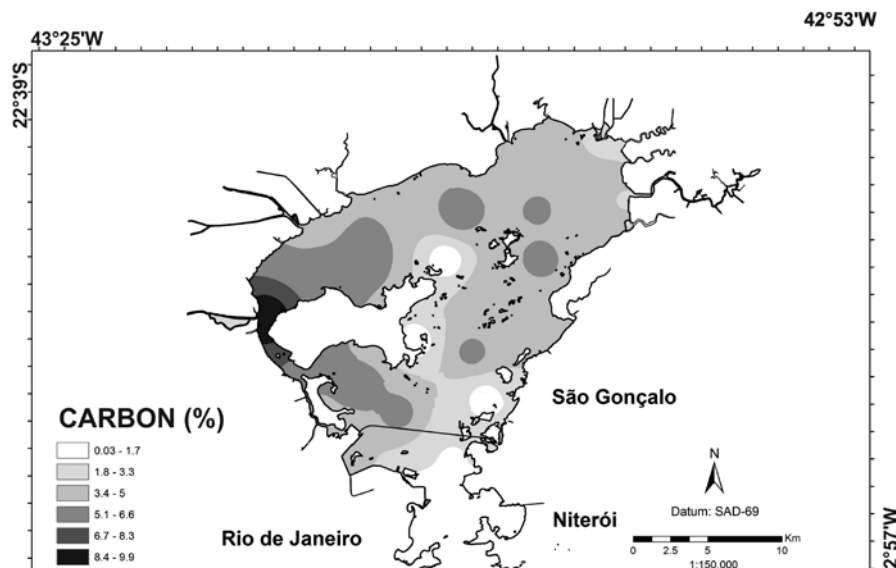 42°53'W
43°25'W
22°39'S
São Gonçalo
CARBON (%)
0.03 - 1.7
1.8 - 3.3
3.4 - 5
5.1 - 6.6
6.7 - 8.3
8.4 - 9.9
N
Datum: SAD-69
Rio de Janeiro
Niterói
Km
0 2.5 5 10
1:150.000
2°57'W